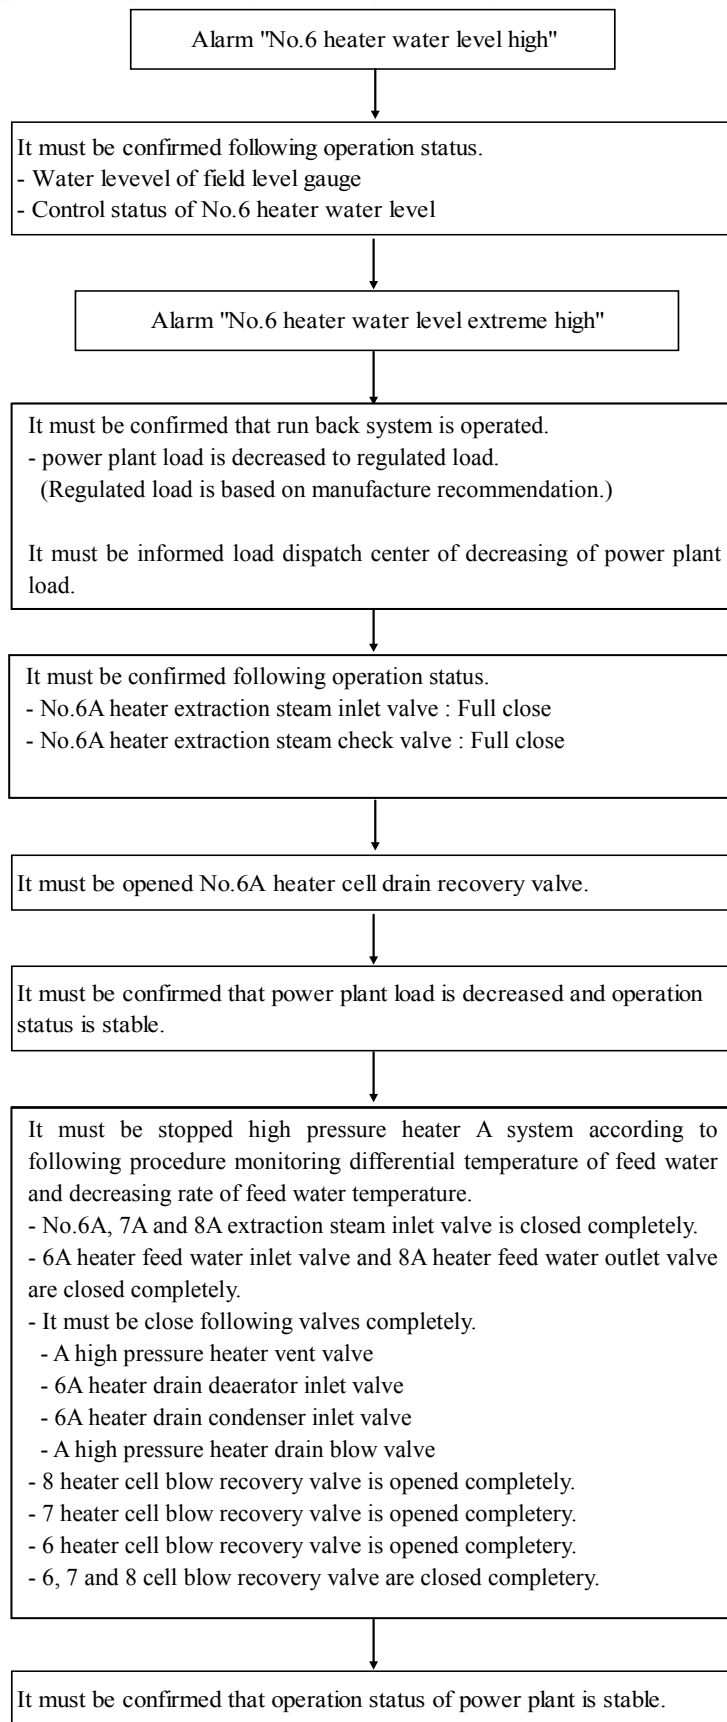 Alarm "No.6 heater water level high"
It must be confirmed following operation status.
- Water levevel of field level gauge
- Control status of No.6 heater water level
Alarm "No.6 heater water level extreme high"
It must be confirmed that run back system is operated.
- power plant load is decreased to regulated load.
(Regulated load is based on manufacture recommendation.)
It must be informed load dispatch center of decreasing of power plant
load.
It must be confirmed following operation status.
- No.6A heater extraction steam inlet valve : Full close
- No.6A heater extraction steam check valve : Full close
It must be opened No.6A heater cell drain recovery valve.
It must be confirmed that power plant load is decreased and operation
status is stable.
It must be stopped high pressure heater A system according to
following procedure monitoring differential temperature of feed water
and decreasing rate of feed water temperature.
- No.6A, 7A and 8A extraction steam inlet valve is closed completely.
- 6A heater feed water inlet valve and 8A heater feed water outlet valve
are closed completely.
- It must be close following valves completely.
- A high pressure heater vent valve
- 6A heater drain deaerator inlet valve
- 6A heater drain condenser inlet valve
- A high pressure heater drain blow valve
- 8 heater cell blow recovery valve is opened completely.
- 7 heater cell blow recovery valve is opened completery.
- 6 heater cell blow recovery valve is opened completery.
- 6, 7 and 8 cell blow recovery valve are closed completery.
It must be confirmed that operation status of power plant is stable.